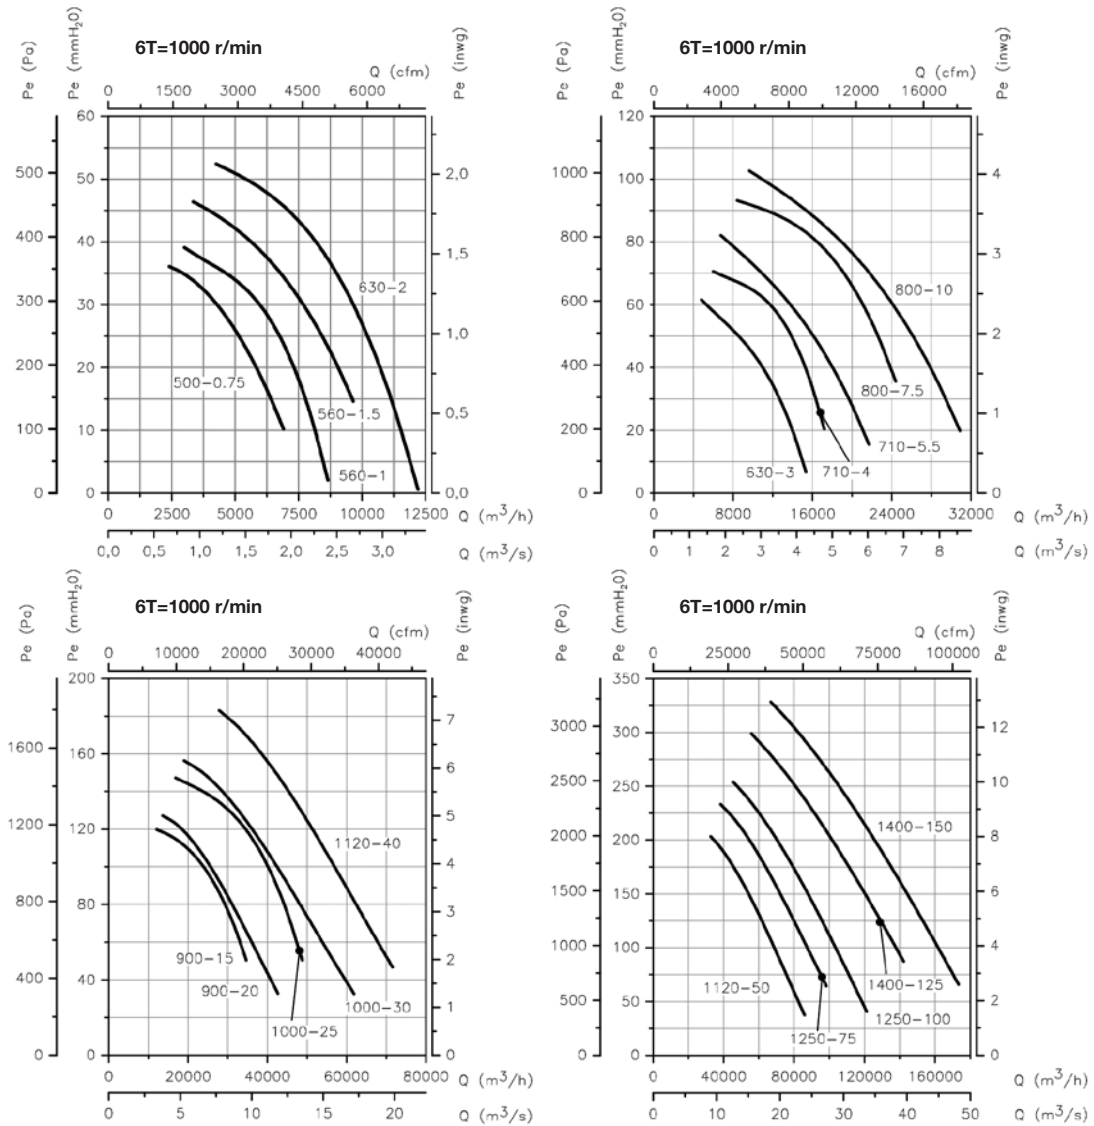 6T=1000 r/min
Q (cfm)
0 1500 3000 4500 6000
Pe (Pa)
Pe (mmH2O)
Pe (inwg)
500 400 300 200 100 0
60 50 40 30 20 10 0
2,0 1,5 1,0 0,5 0,0
630-2
500-0.75
560-1.5
560-1
0 2500 5000 7500 10000 12500 Q (m³/h)
0,0 0,5 1,0 1,5 2,0 2,5 3,0 Q (m³/s)
6T=1000 r/min
Q (cfm)
0 4000 8000 12000 16000
Pe (Pa)
Pe (mmH2O)
Pe (inwg)
1000 800 600 400 200 0
120 100 80 60 40 20 0
4 3 2 1 0
800-10
800-7.5
710-5.5
630-3 710-4
0 8000 16000 24000 32000 Q (m³/h)
0 1 2 3 4 5 6 7 8 Q (m³/s)
6T=1000 r/min
Q (cfm)
0 10000 20000 30000 40000
Pe (Pa)
Pe (mmH2O)
Pe (inwg)
1600 1200 800 400 0
200 160 120 80 40 0
7 6 5 4 3 2 1 0
1120-40
900-15
900-20
1000-30
1000-25
0 20000 40000 60000 80000 Q (m³/h)
0 5 10 15 20 Q (m³/s)
6T=1000 r/min
Q (cfm)
0 25000 50000 75000 100000
Pe (Pa)
Pe (mmH2O)
Pe (inwg)
3000 2500 2000 1500 1000 500 0
350 300 250 200 150 100 50 0
12 10 8 6 4 2 0
1400-150
1120-50
1400-125
1250-100
1250-75
0 40000 80000 120000 160000 Q (m³/h)
0 10 20 30 40 50 Q (m³/s)